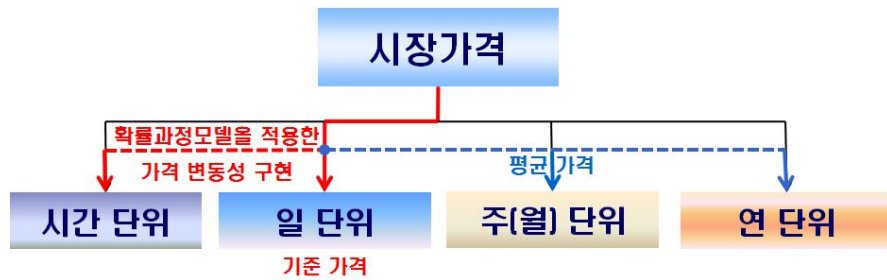 시장가격
확률과정모델을 적용한
가격 변동성 구현
평균 가격
시간 단위
일 단위
주(월) 단위
연 단위
기준 가격